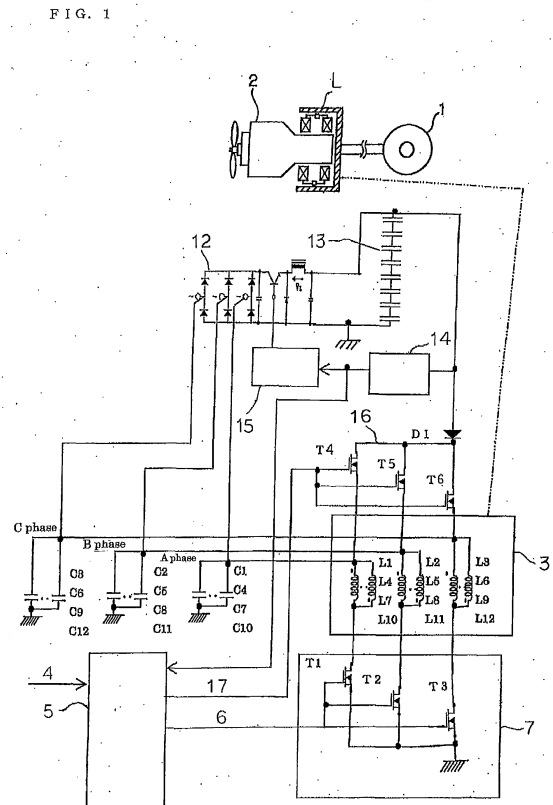 FIG. 1
L
2
1
12
13
14
15
16
D1
T4
T5
T6
C phase
B phase
A phase
3
C3
C6
C9
C12
C2
C5
C8
C11
C1
C4
C7
C10
L1
L4
L7
L10
L2
L5
L8
L11
L3
L6
L9
L12
4
5
17
6
T1
T2
T3
7